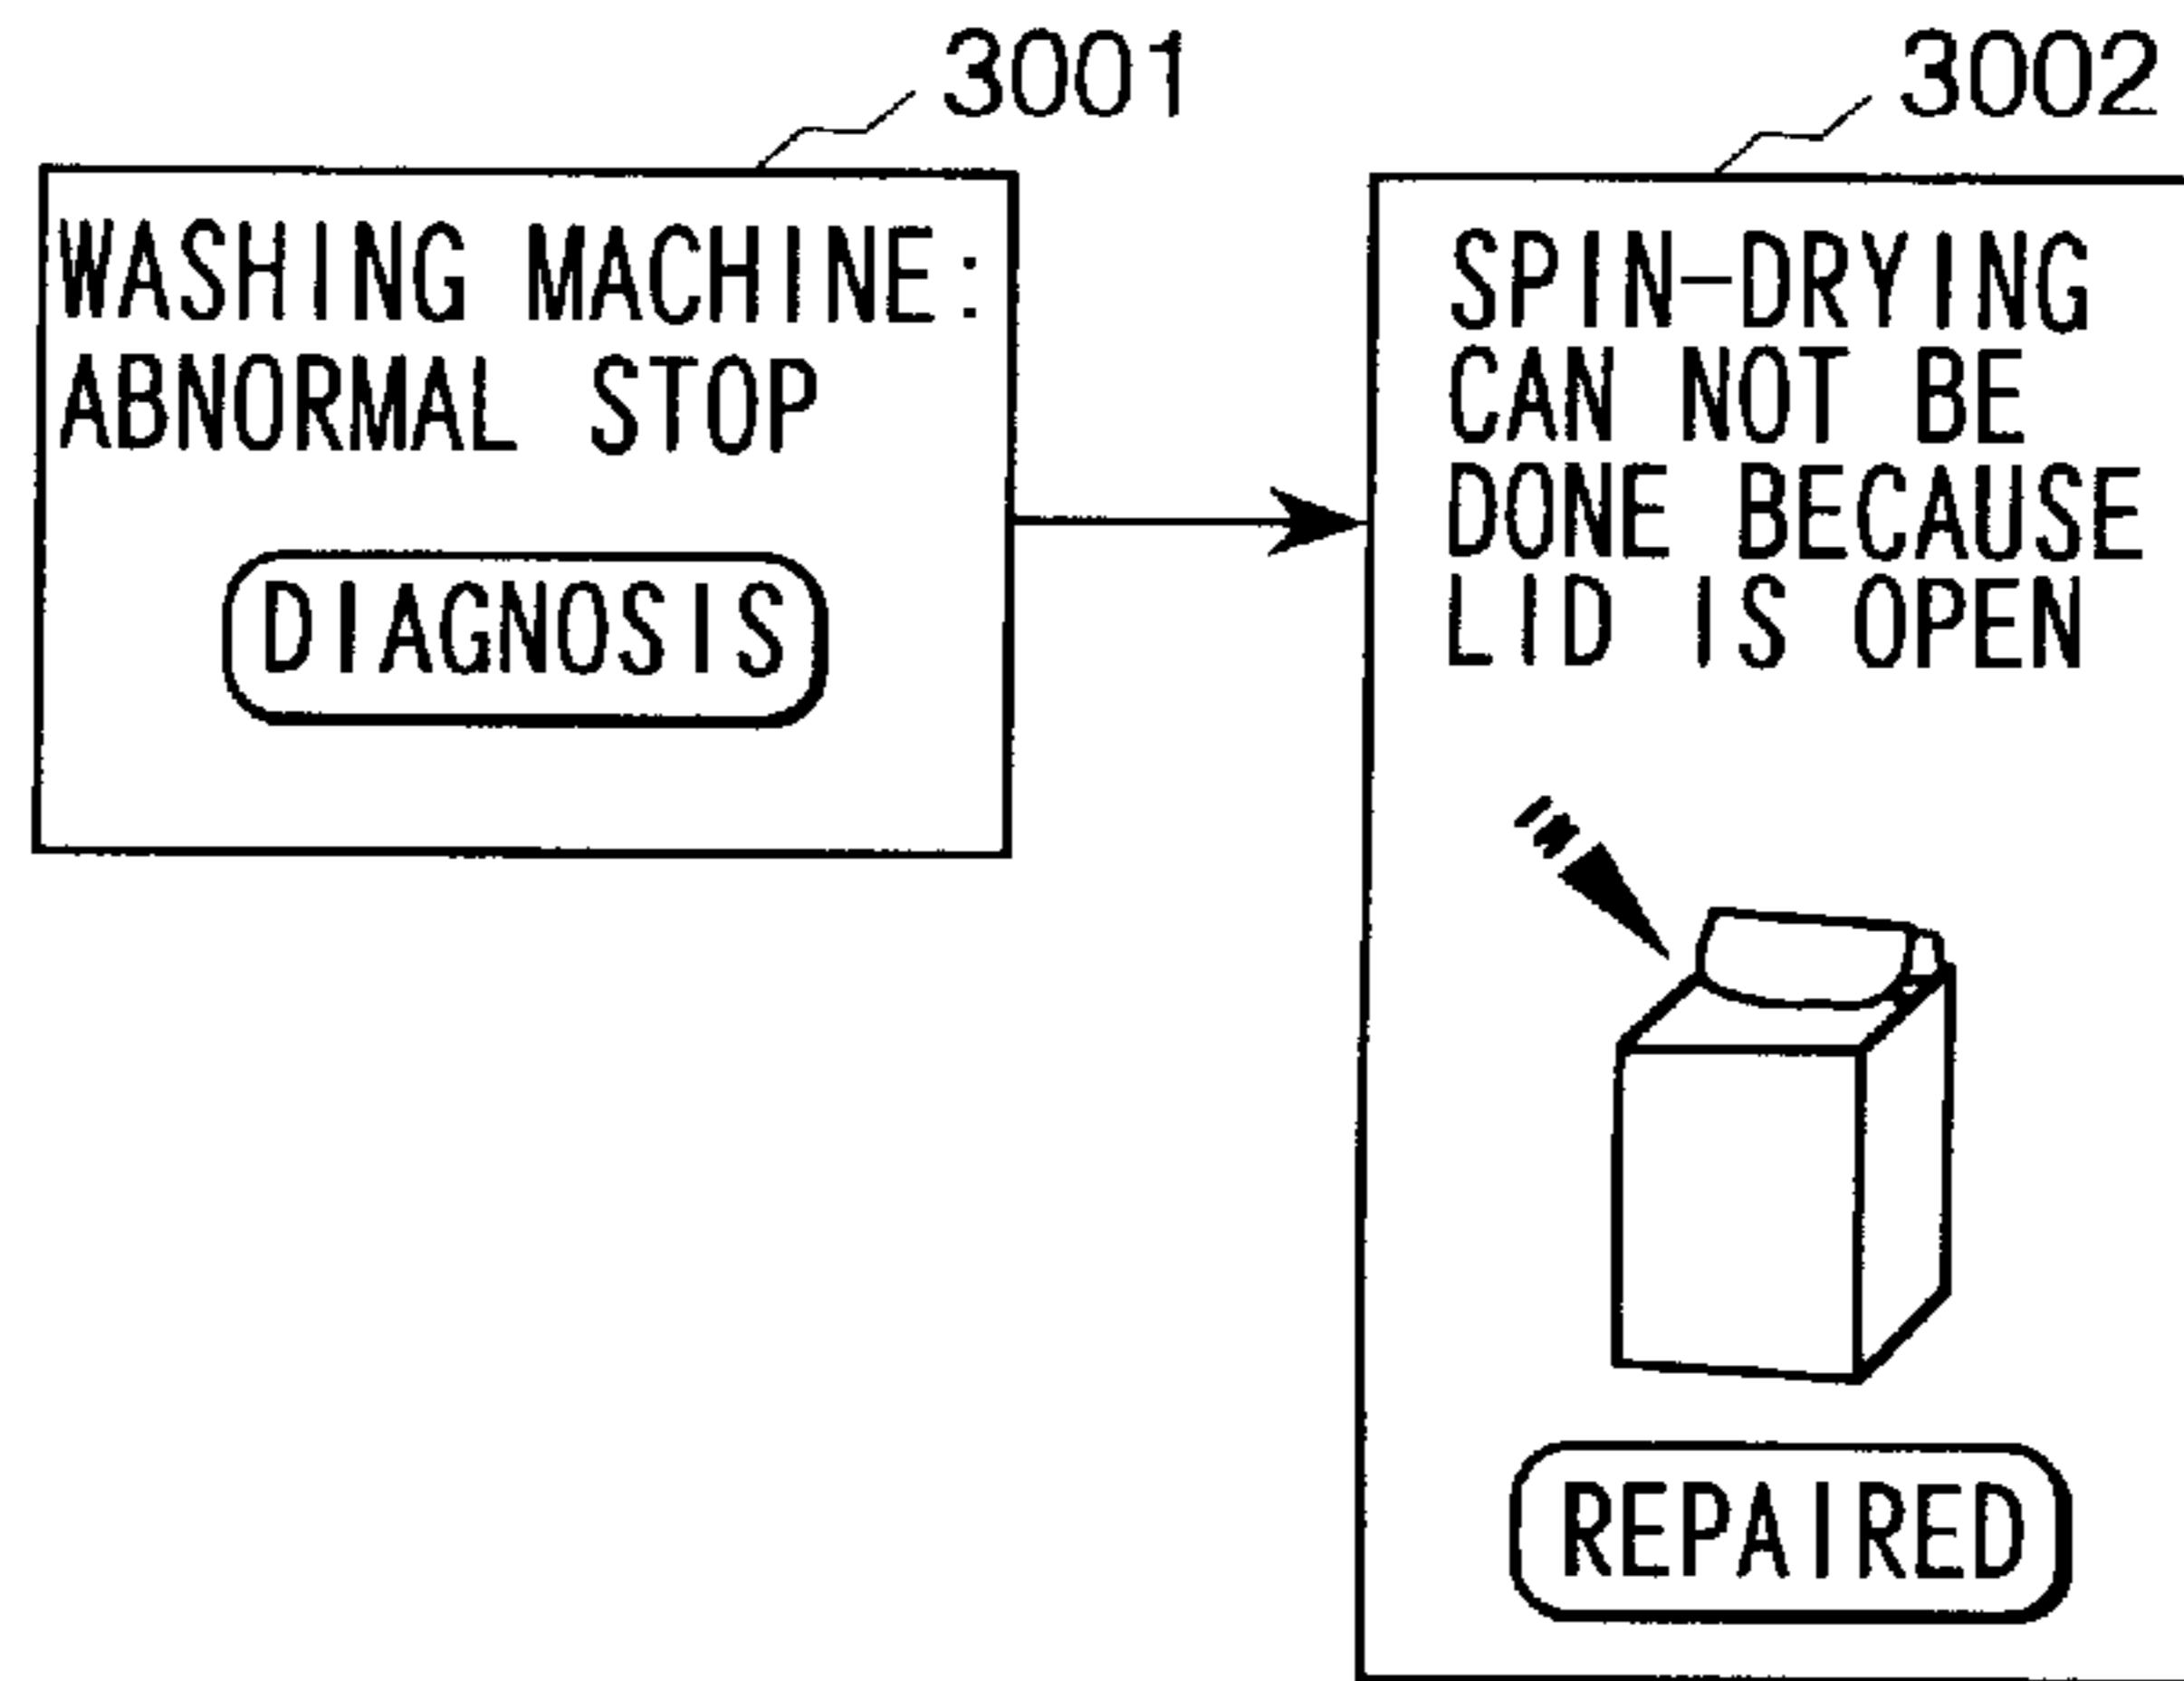 3001
WASHING MACHINE:
ABNORMAL STOP
DIAGNOSIS
3002
SPIN-DRYING
CAN NOT BE
DONE BECAUSE
LID IS OPEN
REPAIRED